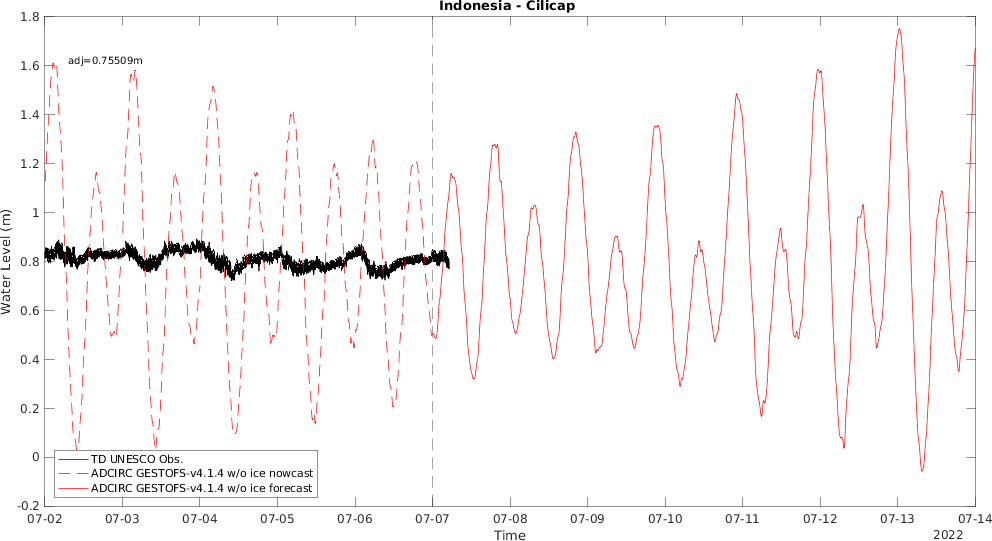 Indonesia - Cilicap
adj=0.75509m
Water Level (m)
1.8
1.6
1.4
1.2
1
0.8
0.6
0.4
0.2
0
-0.2
TD UNESCO Obs.
ADCIRC GESTOFS-v4.1.4 w/o ice nowcast
ADCIRC GESTOFS-v4.1.4 w/o ice forecast
07-02 07-03 07-04 07-05 07-06 07-07 07-08 07-09 07-10 07-11 07-12 07-13 07-14
Time
2022